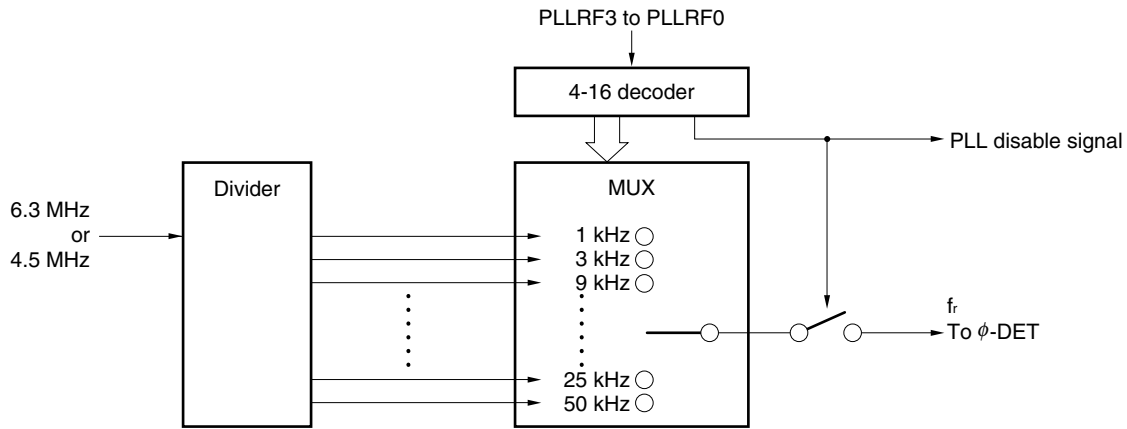 PLLRF3 to PLLRF0
4-16 decoder
PLL disable signal
Divider
MUX
6.3 MHz
or
4.5 MHz
1 kHz
3 kHz
9 kHz
25 kHz
50 kHz
fr
To ϕ-DET